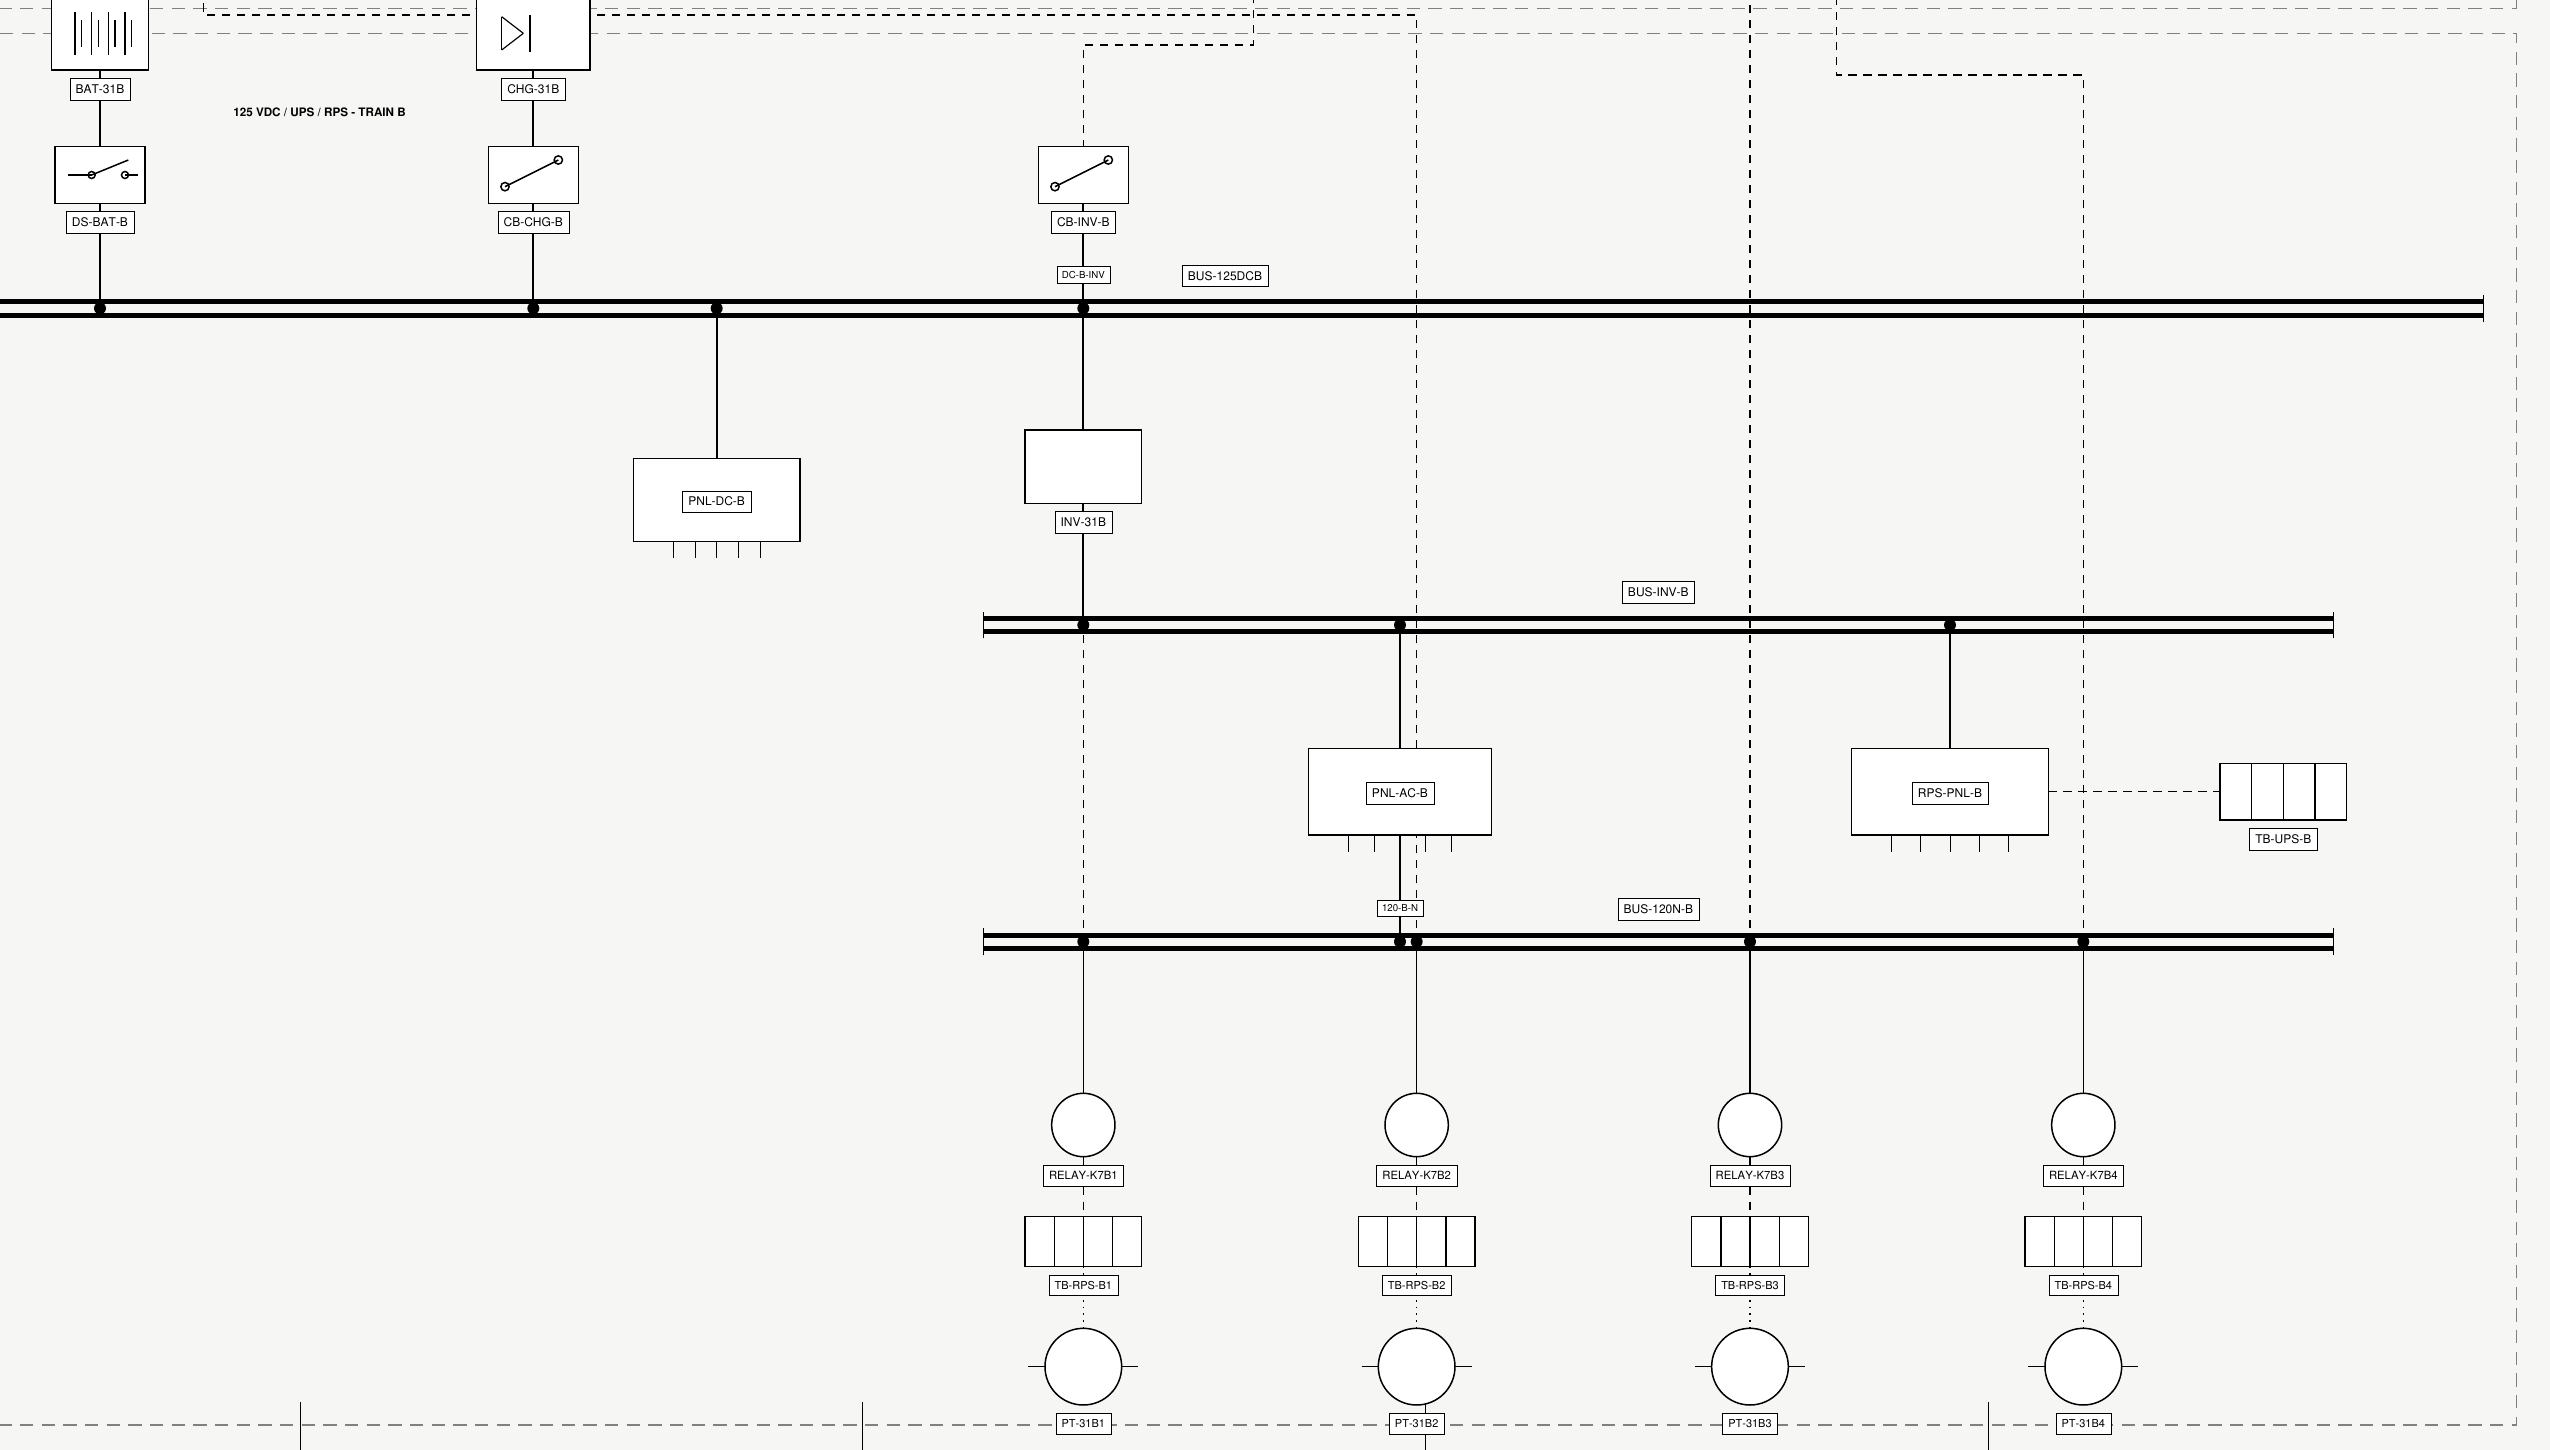 BAT-31B
CHG-31B
125 VDC / UPS / RPS - TRAIN B
DS-BAT-B
CB-CHG-B
CB-INV-B
DC-B-INV
BUS-125DCB
PNL-DC-B
INV-31B
BUS-INV-B
PNL-AC-B
RPS-PNL-B
TB-UPS-B
120-B-N
BUS-120N-B
RELAY-K7B1
RELAY-K7B2
RELAY-K7B3
RELAY-K7B4
TB-RPS-B1
TB-RPS-B2
TB-RPS-B3
TB-RPS-B4
PT-31B1
PT-31B2
PT-31B3
PT-31B4